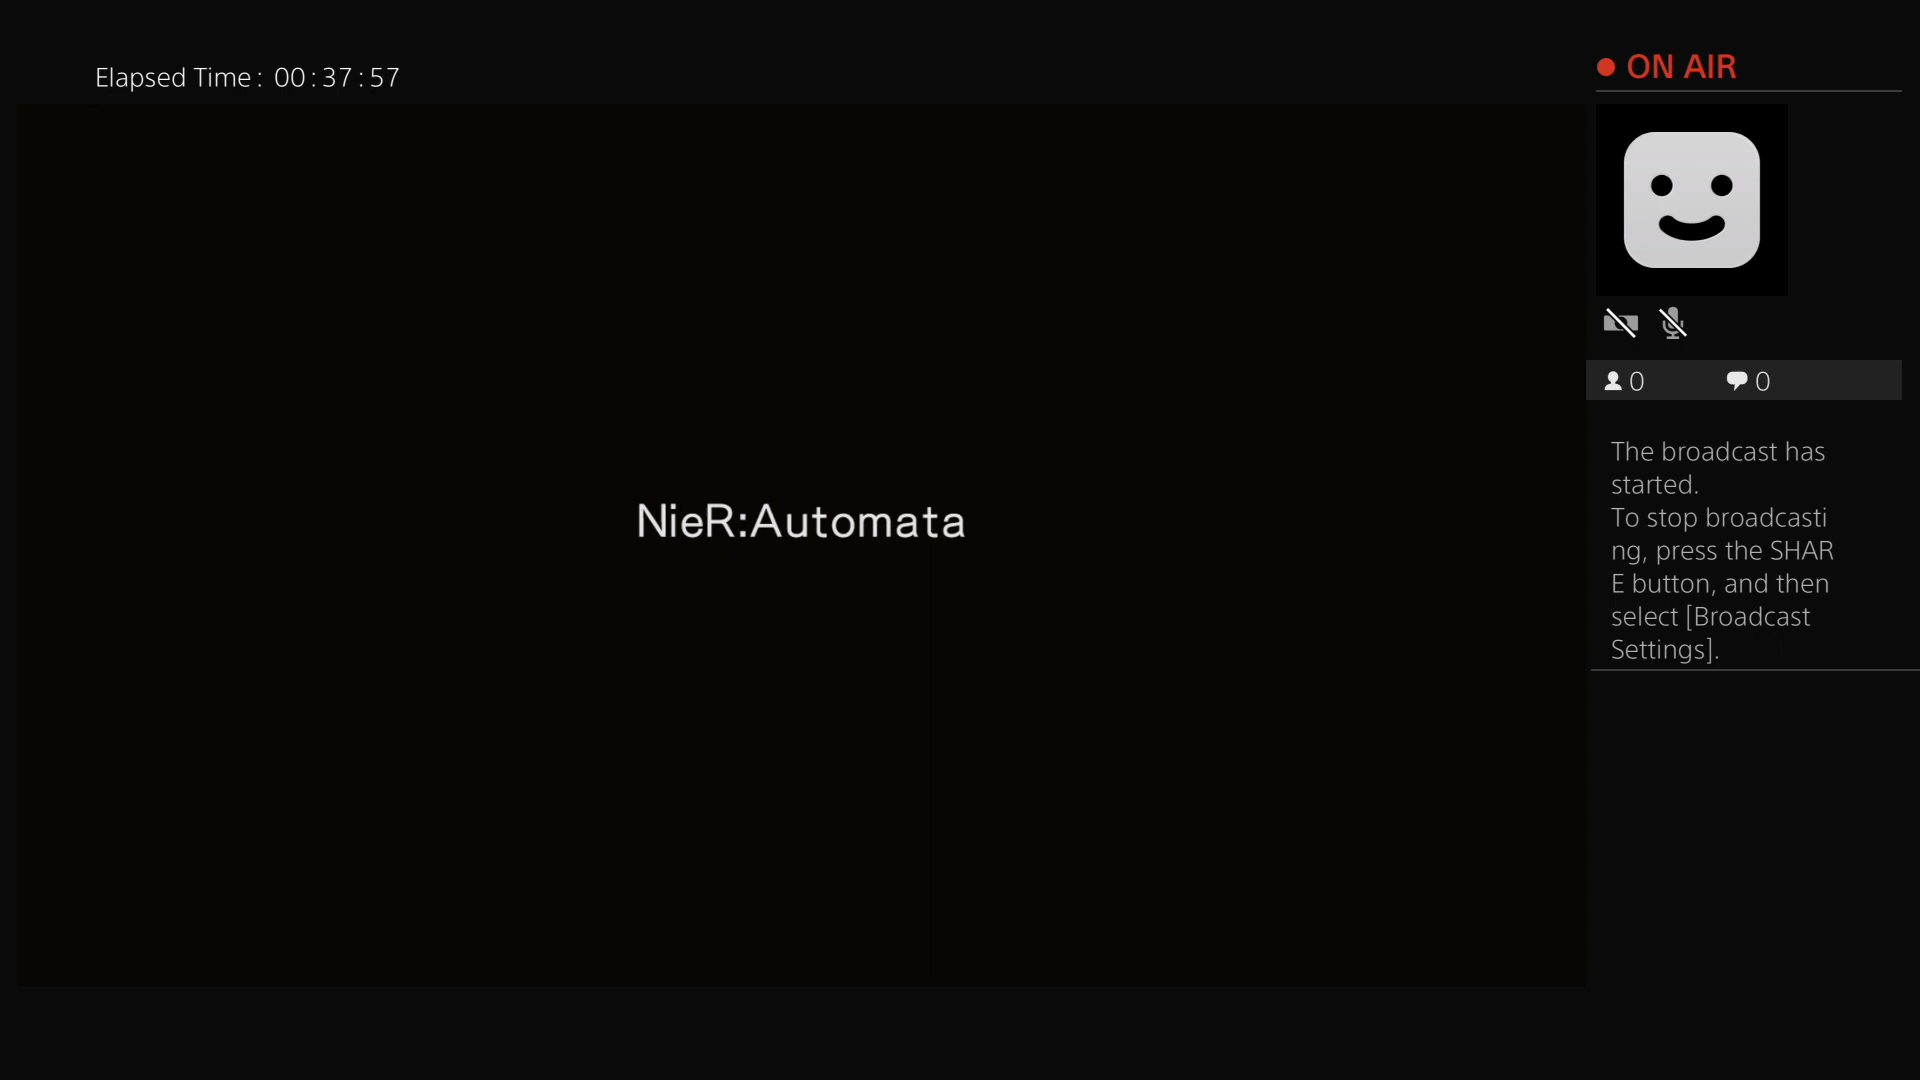 Elapsed Time: 00:37:57
ON AIR
0 0
NieR:Automata
The broadcast has
started.
To stop broadcasti
ng, press the SHAR
E button, and then
select [Broadcast
Settings].